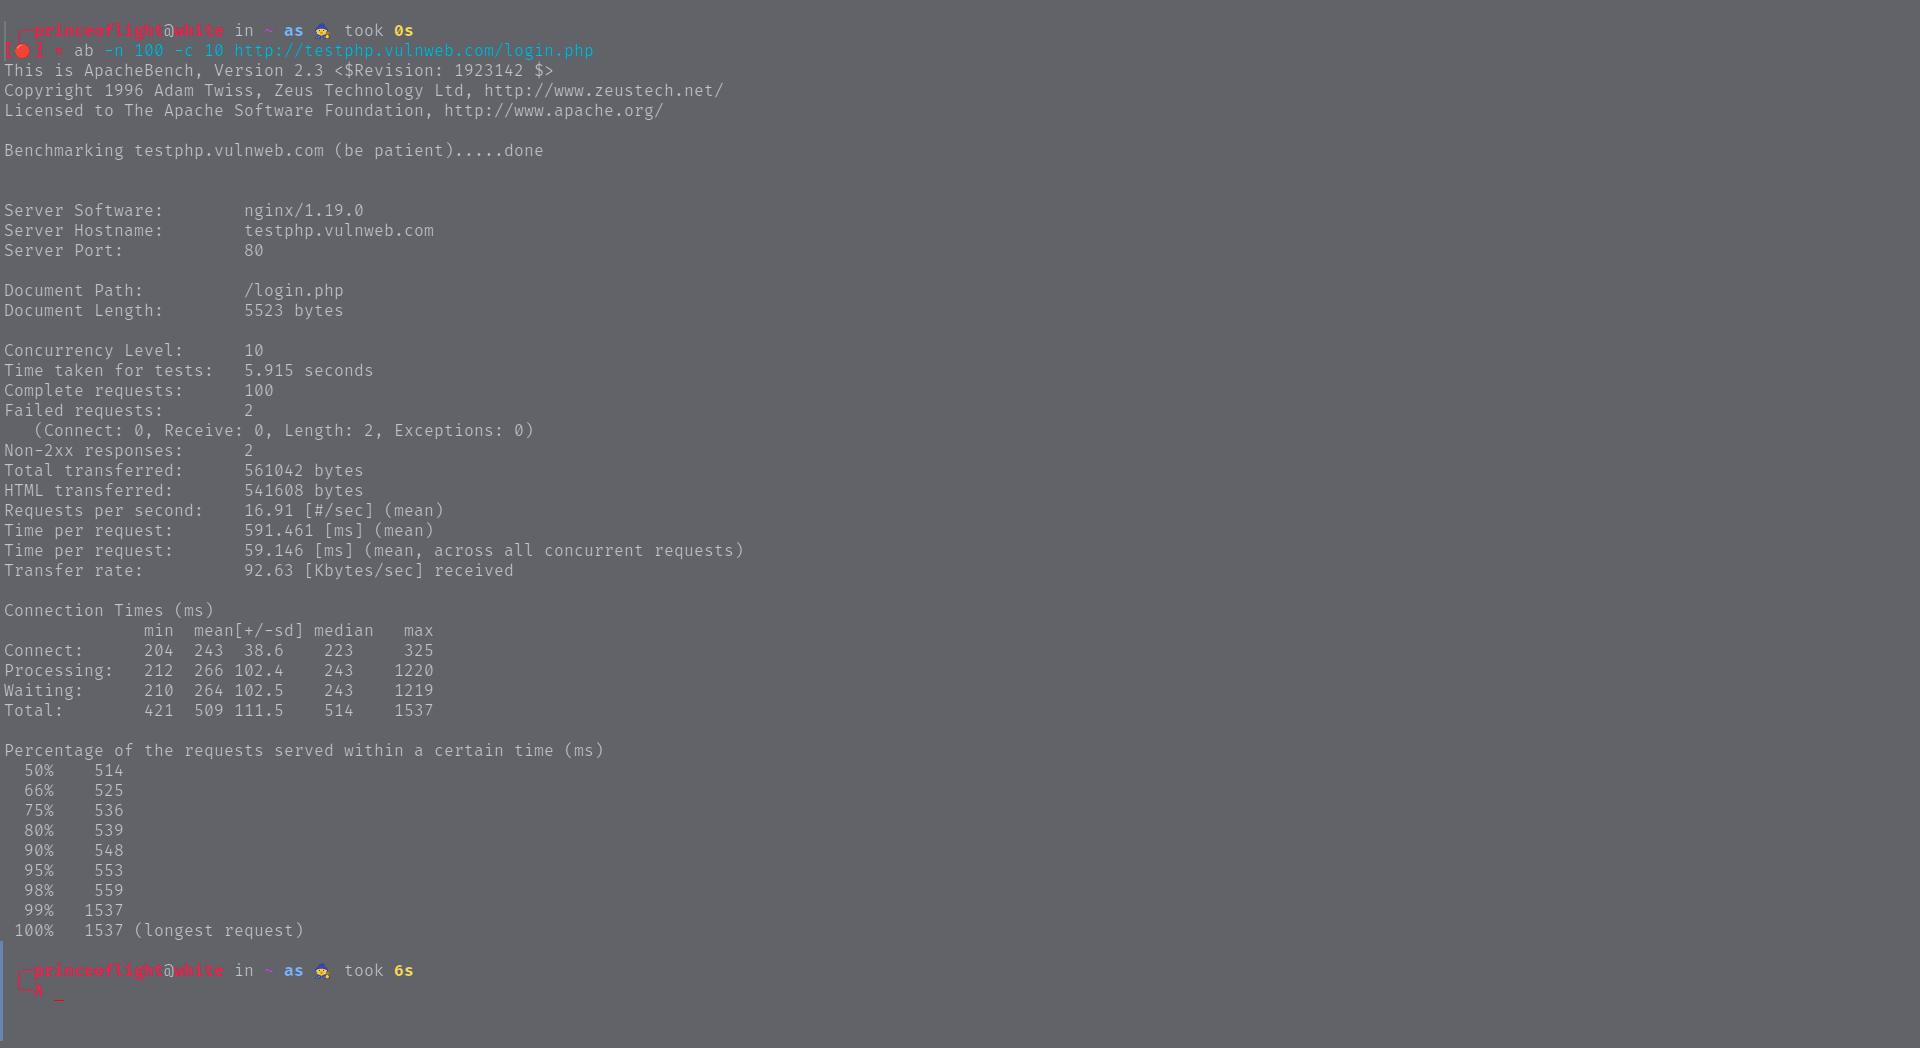 ╭─princeoflight@white in ~ as 🧙 took 0s
[🔴] × ab -n 100 -c 10 http://testphp.vulnweb.com/login.php
This is ApacheBench, Version 2.3 <$Revision: 1923142 $>
Copyright 1996 Adam Twiss, Zeus Technology Ltd, http://www.zeustech.net/
Licensed to The Apache Software Foundation, http://www.apache.org/

Benchmarking testphp.vulnweb.com (be patient).....done


Server Software:        nginx/1.19.0
Server Hostname:        testphp.vulnweb.com
Server Port:            80

Document Path:          /login.php
Document Length:        5523 bytes

Concurrency Level:      10
Time taken for tests:   5.915 seconds
Complete requests:      100
Failed requests:        2
   (Connect: 0, Receive: 0, Length: 2, Exceptions: 0)
Non-2xx responses:      2
Total transferred:      561042 bytes
HTML transferred:       541608 bytes
Requests per second:    16.91 [#/sec] (mean)
Time per request:       591.461 [ms] (mean)
Time per request:       59.146 [ms] (mean, across all concurrent requests)
Transfer rate:          92.63 [Kbytes/sec] received

Connection Times (ms)
              min  mean[+/-sd] median   max
Connect:      204  243  38.6    223     325
Processing:   212  266 102.4    243    1220
Waiting:      210  264 102.5    243    1219
Total:        421  509 111.5    514    1537

Percentage of the requests served within a certain time (ms)
  50%    514
  66%    525
  75%    536
  80%    539
  90%    548
  95%    553
  98%    559
  99%   1537
 100%   1537 (longest request)

╭─princeoflight@white in ~ as 🧙 took 6s
╰─λ _